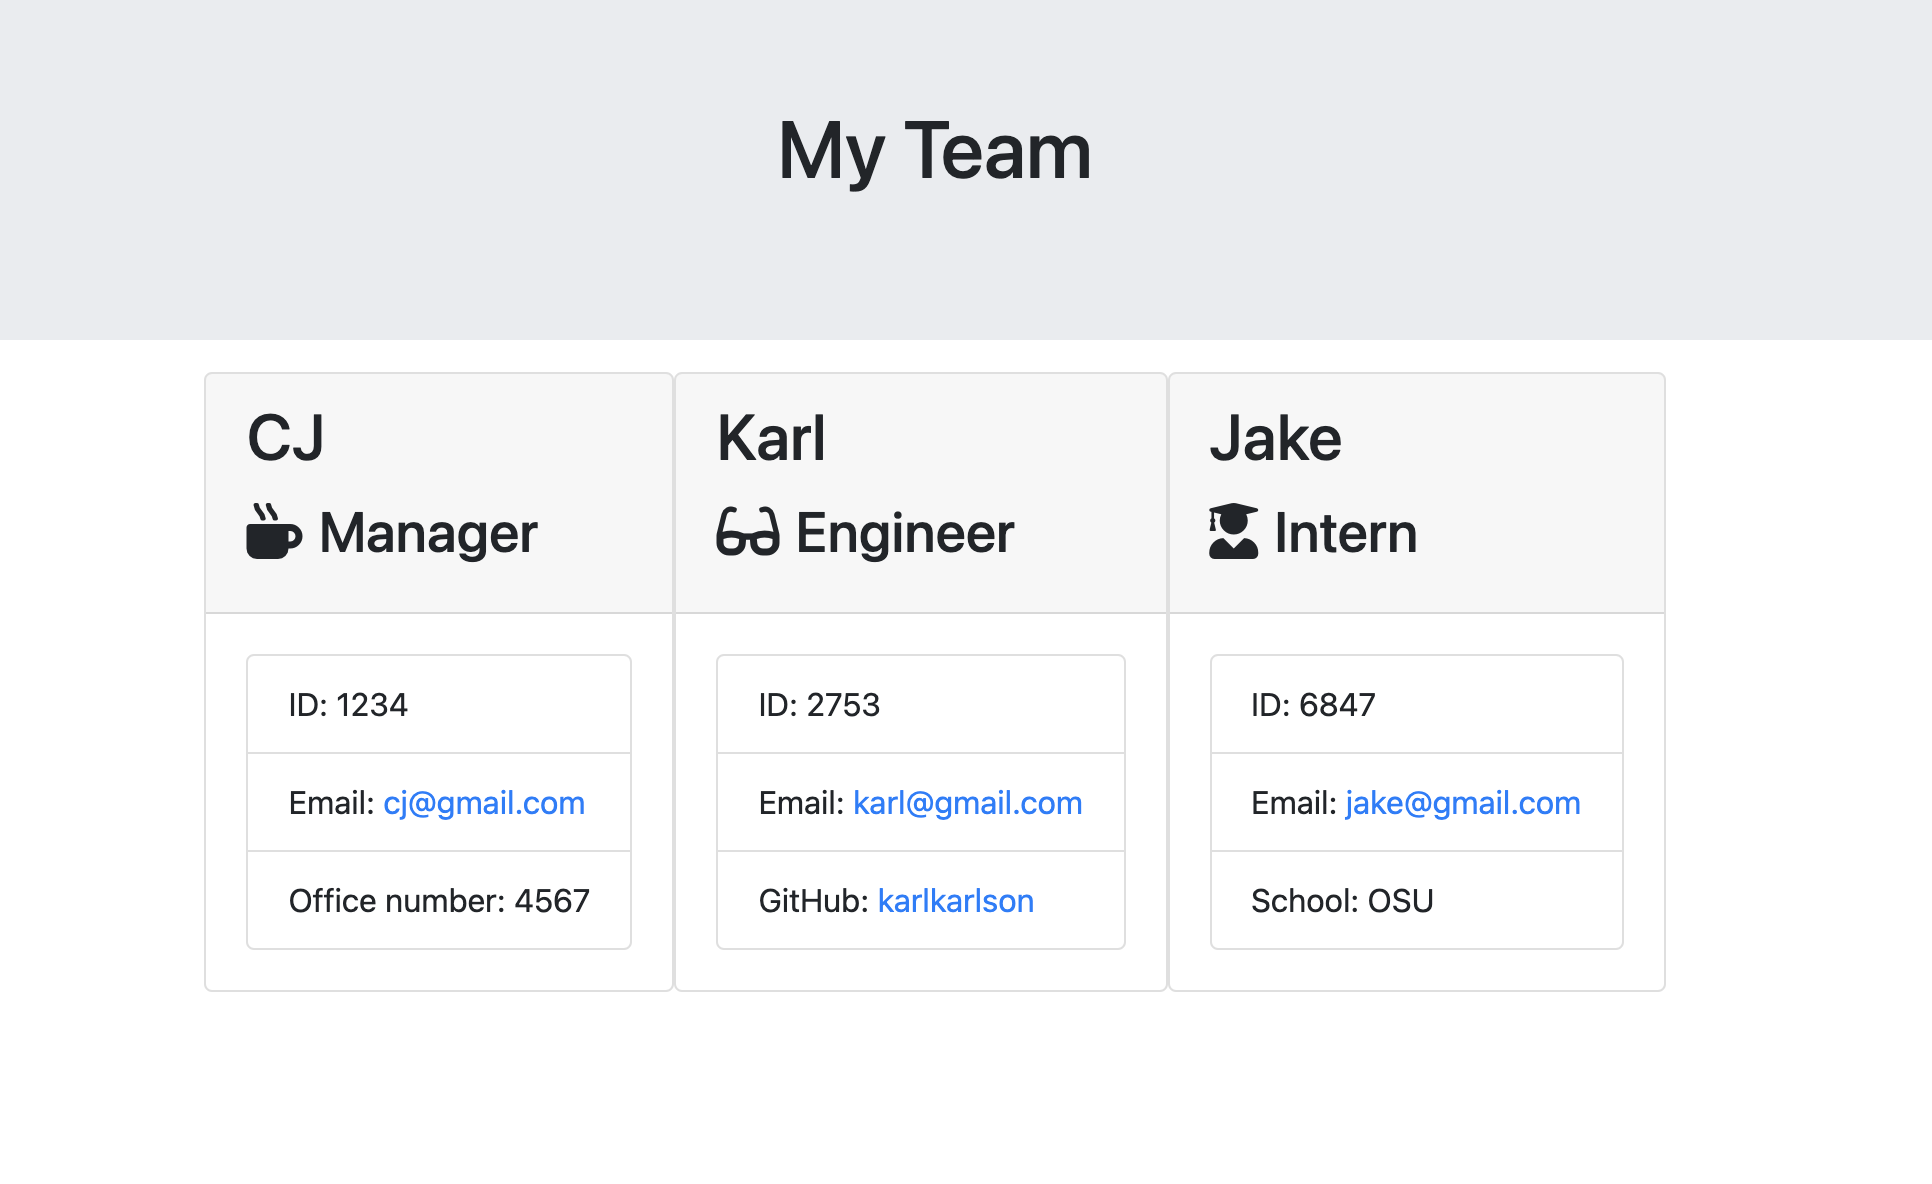 My Team
CJ
Manager
ID: 1234
Email: cj@gmail.com
Office number: 4567
Karl
Engineer
ID: 2753
Email: karl@gmail.com
GitHub: karlkarlson
Jake
Intern
ID: 6847
Email: jake@gmail.com
School: OSU